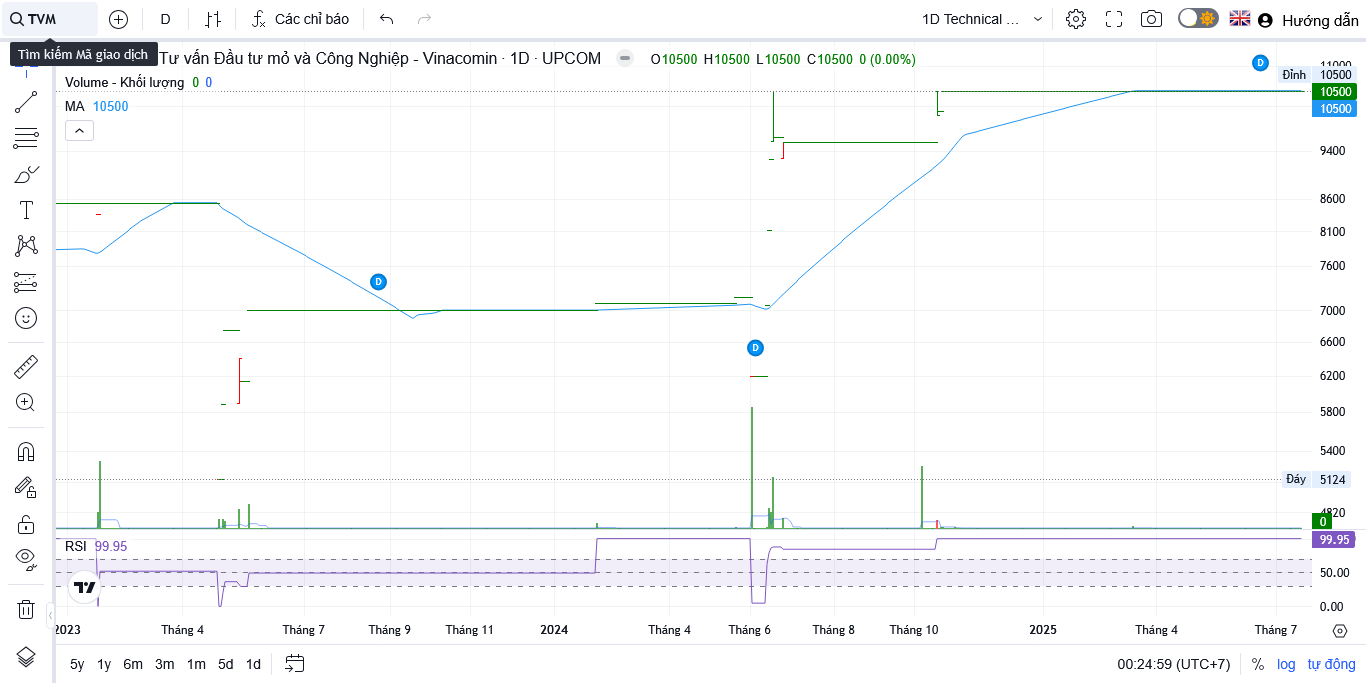 TVM
D
Các chỉ báo
1D Technical ...
Hướng dẫn
Tìm kiếm Mã giao dịch
Tư vấn Đầu tư mỏ và Công Nghiệp - Vinacomin · 1D · UPCOM
O10500 H10500 L10500 C10500 0 (0.00%)
Volume - Khối lượng 0 0
MA 10500
D
D
D
11000
Đỉnh 10500
10500
10500
9400
8600
8100
7600
7000
6600
6200
5800
5400
Đáy 5124
4820
0
RSI 99.95
99.95
50.00
0.00
2023 Tháng 4 Tháng 7 Tháng 9 Tháng 11 2024 Tháng 4 Tháng 6 Tháng 8 Tháng 10 2025 Tháng 4 Tháng 7
5y 1y 6m 3m 1m 5d 1d
00:24:59 (UTC+7) % log tự động